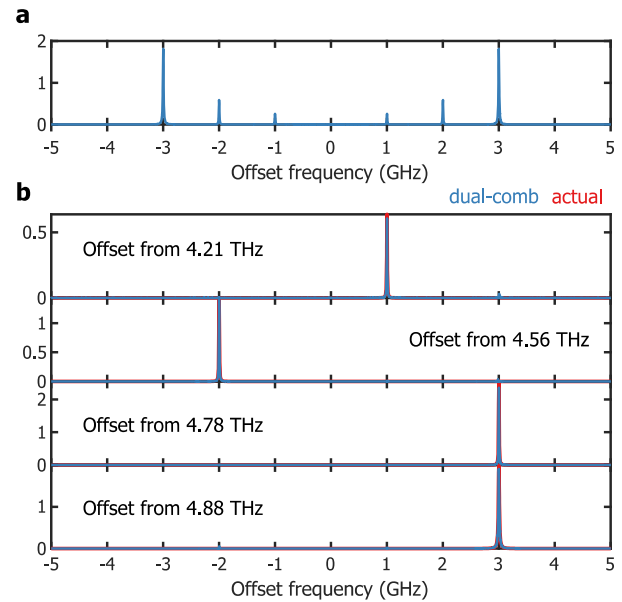 a
2
1
0
-5 -4 -3 -2 -1 0 1 2 3 4 5
Offset frequency (GHz)
b
dual-comb actual
0.5
Offset from 4.21 THz
0
1
Offset from 4.56 THz
0.5
0
2
Offset from 4.78 THz
1
0
1
Offset from 4.88 THz
0
-5 -4 -3 -2 -1 0 1 2 3 4 5
Offset frequency (GHz)